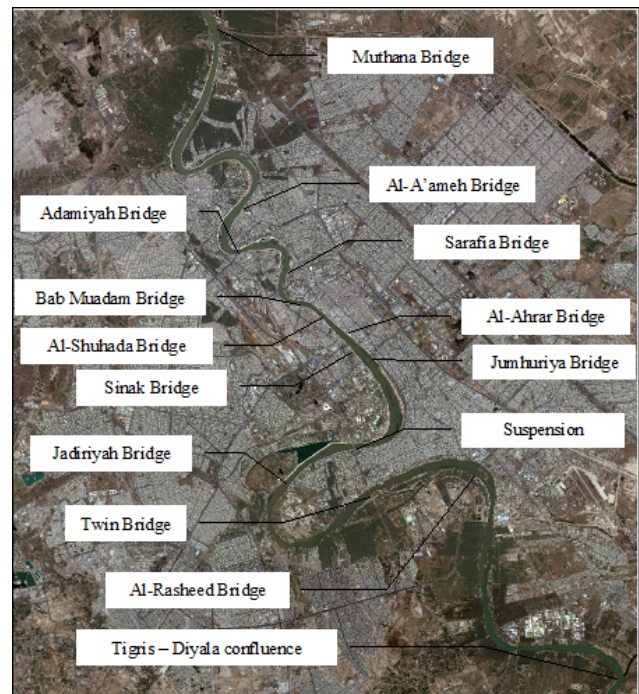 Muthana Bridge
Al-A’ameh Bridge
Adamiyah Bridge
Sarafia Bridge
Bab Muadam Bridge
Al-Ahrar Bridge
Al-Shuhada Bridge
Jumhuriya Bridge
Sinak Bridge
Suspension
Jadiriyah Bridge
Twin Bridge
Al-Rasheed Bridge
Tigris – Diyala confluence